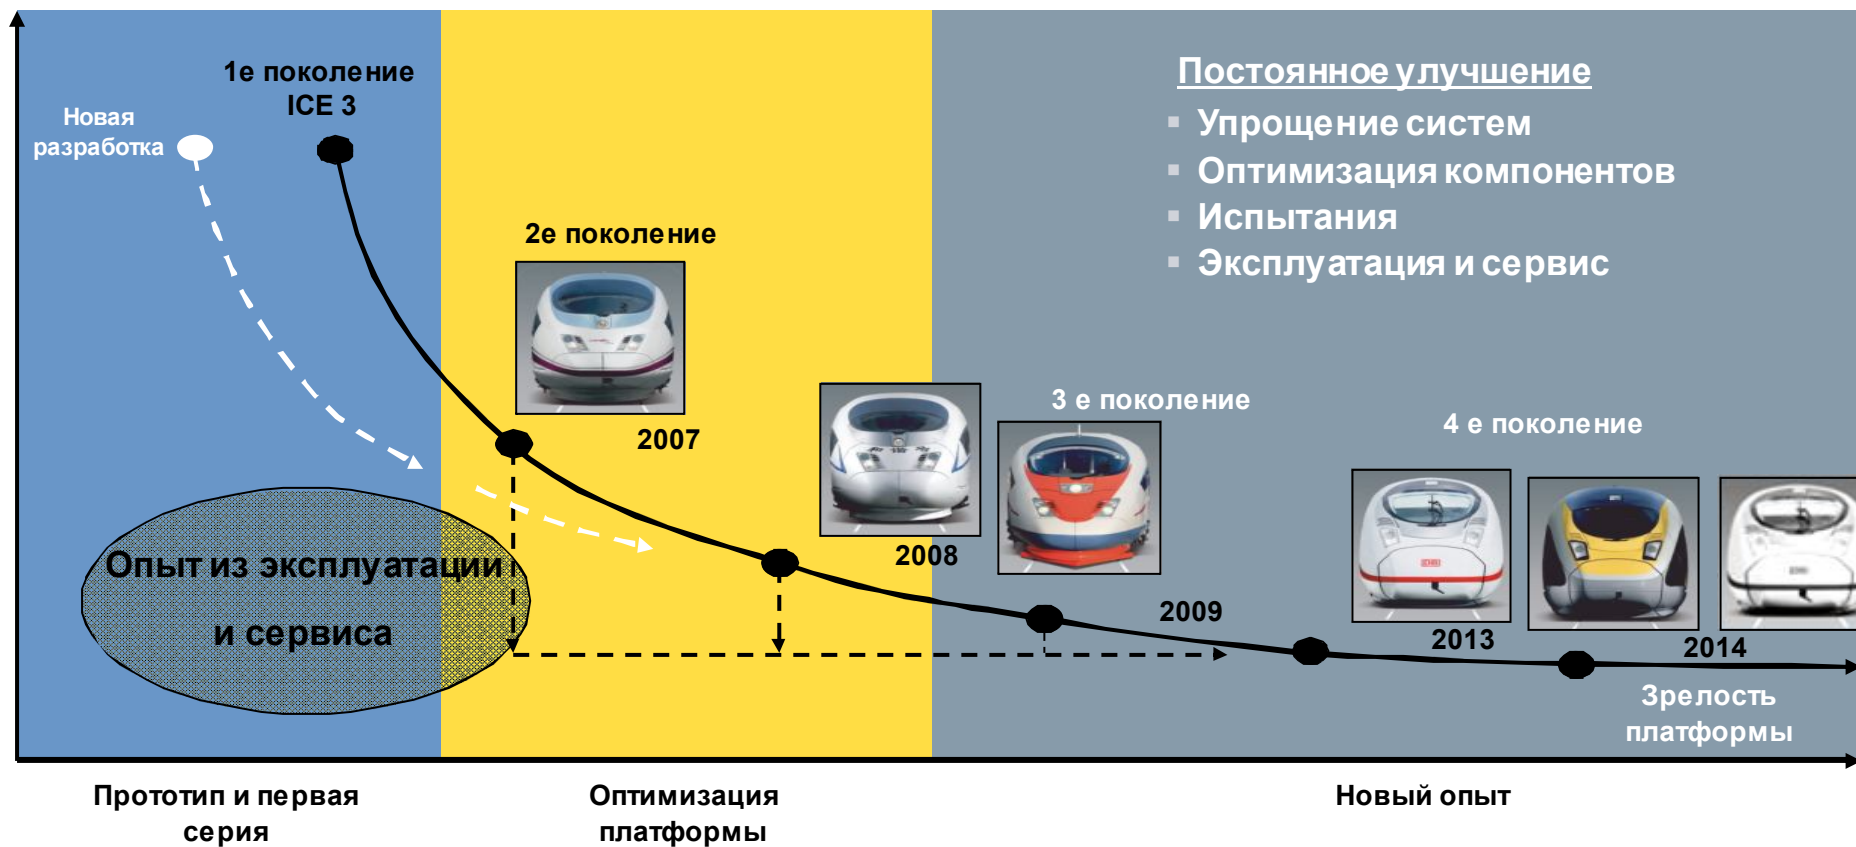 1е поколение
ICE 3
Новая
разработка
Постоянное улучшение
Упрощение систем
Оптимизация компонентов
Испытания
Эксплуатация и сервис
2е поколение
2007
3 е поколение
4 е поколение
2008
2009
2013
2014
Опыт из эксплуатации
и сервиса
Зрелость
платформы
Прототип и первая
серия
Оптимизация
платформы
Новый опыт